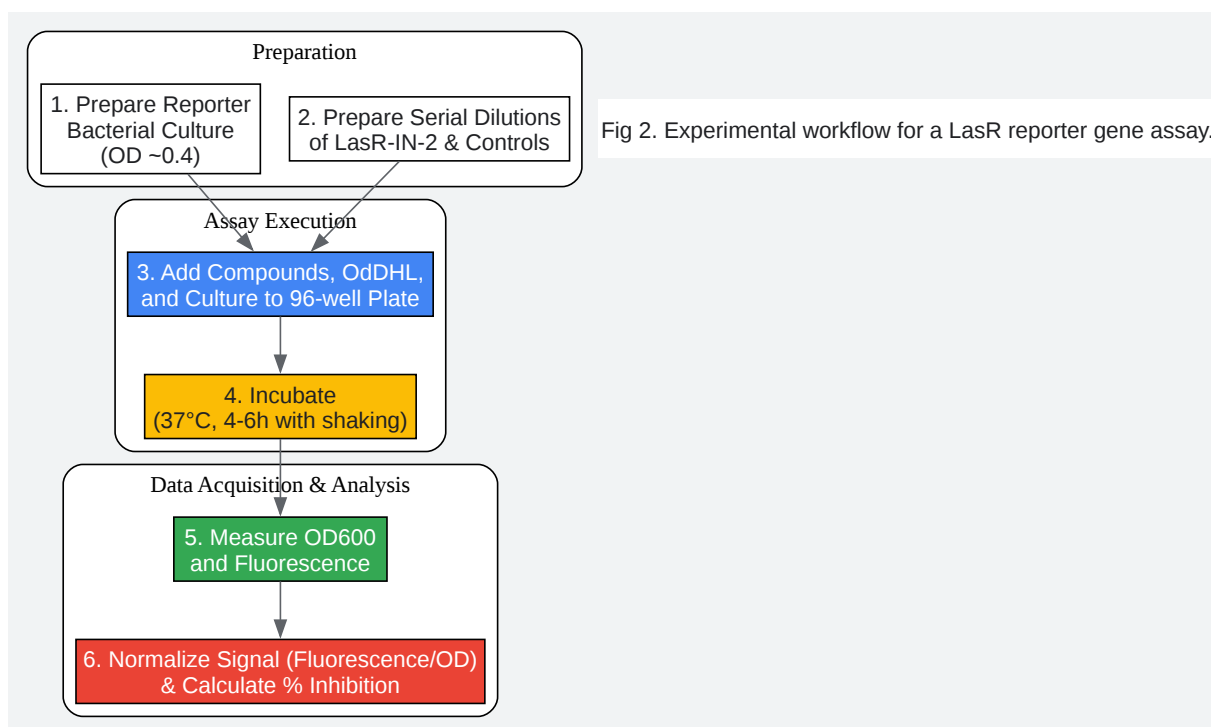 Preparation
1. Prepare Reporter
Bacterial Culture
(OD ~0.4)
2. Prepare Serial Dilutions
of LasR-IN-2 & Controls
Fig 2. Experimental workflow for a LasR reporter gene assay.
Assay Execution
3. Add Compounds, OdDHL,
and Culture to 96-well Plate
4. Incubate
(37°C, 4-6h with shaking)
Data Acquisition & Analysis
5. Measure OD600
and Fluorescence
6. Normalize Signal (Fluorescence/OD)
& Calculate % Inhibition